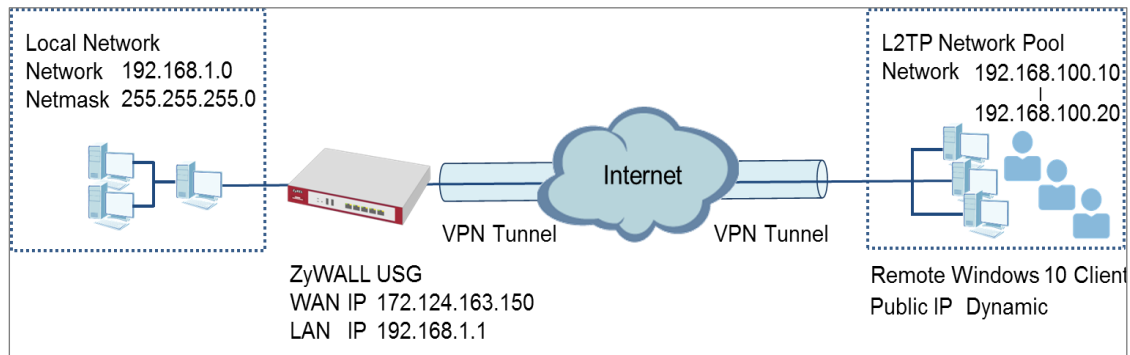 Local Network
Network 192.168.1.0
Netmask 255.255.255.0
L2TP Network Pool
Network 192.168.100.10
192.168.100.20
Internet
VPN Tunnel
VPN Tunnel
ZyWALL USG
WAN IP 172.124.163.150
LAN IP 192.168.1.1
Remote Windows 10 Client
Public IP Dynamic